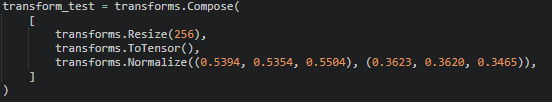 transform_test = transforms.Compose(
    [
        transforms.Resize(256),
        transforms.ToTensor(),
        transforms.Normalize((0.5394, 0.5354, 0.5504), (0.3623, 0.3620, 0.3465)),
    ]
)